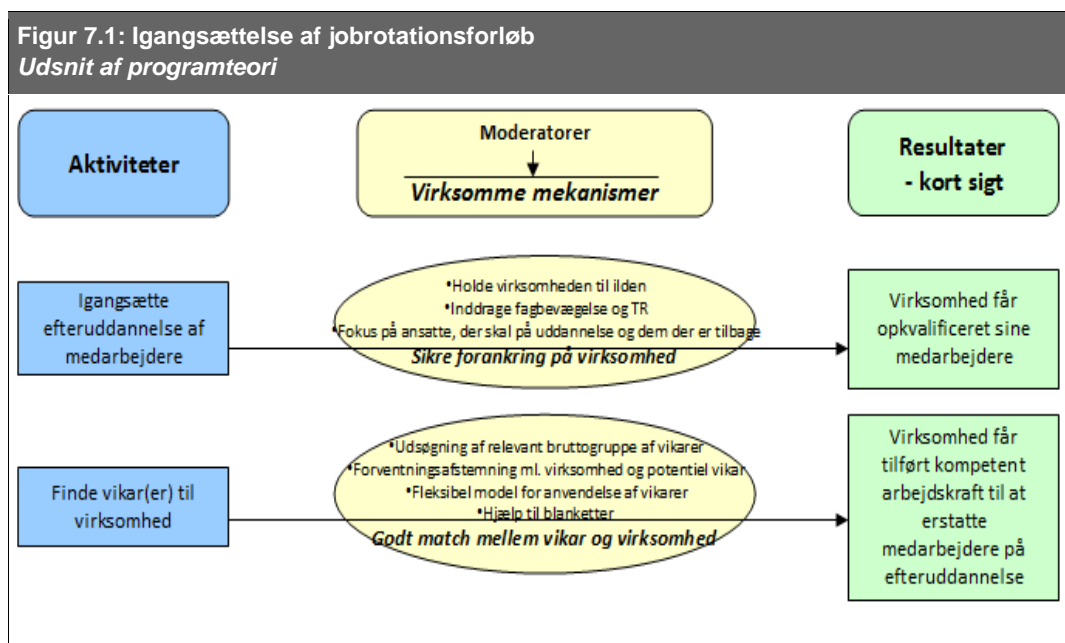 Figur 7.1: Igangsættelse af jobrotationsforløb
Udsnit af programteori
Aktiviteter
Moderatorer
Virksomme mekanismer
Resultater
- kort sigt
Igangsætte
efteruddannelse af
medarbejdere
•Holde virksomheden til ilden
•Inddrage fagbevægelse og TR
•Fokus på ansatte, der skal på uddannelse og dem der er tilbage
Sikre forankring på virksomhed
Virksomhed får
opkvalificeret sine
medarbejdere
Finde vikar(er) til
virksomhed
•Udsøgning af relevant bruttogruppe af vikarer
•Forventningsafstemning ml. virksomhed og potentiel vikar
•Fleksibel model for anvendelse af vikarer
•Hjælp til blanketter
Godt match mellem vikar og virksomhed
Virksomhed får
tilført kompetent
arbejdskraft til at
erstatte
medarbejdere på
efteruddannelse